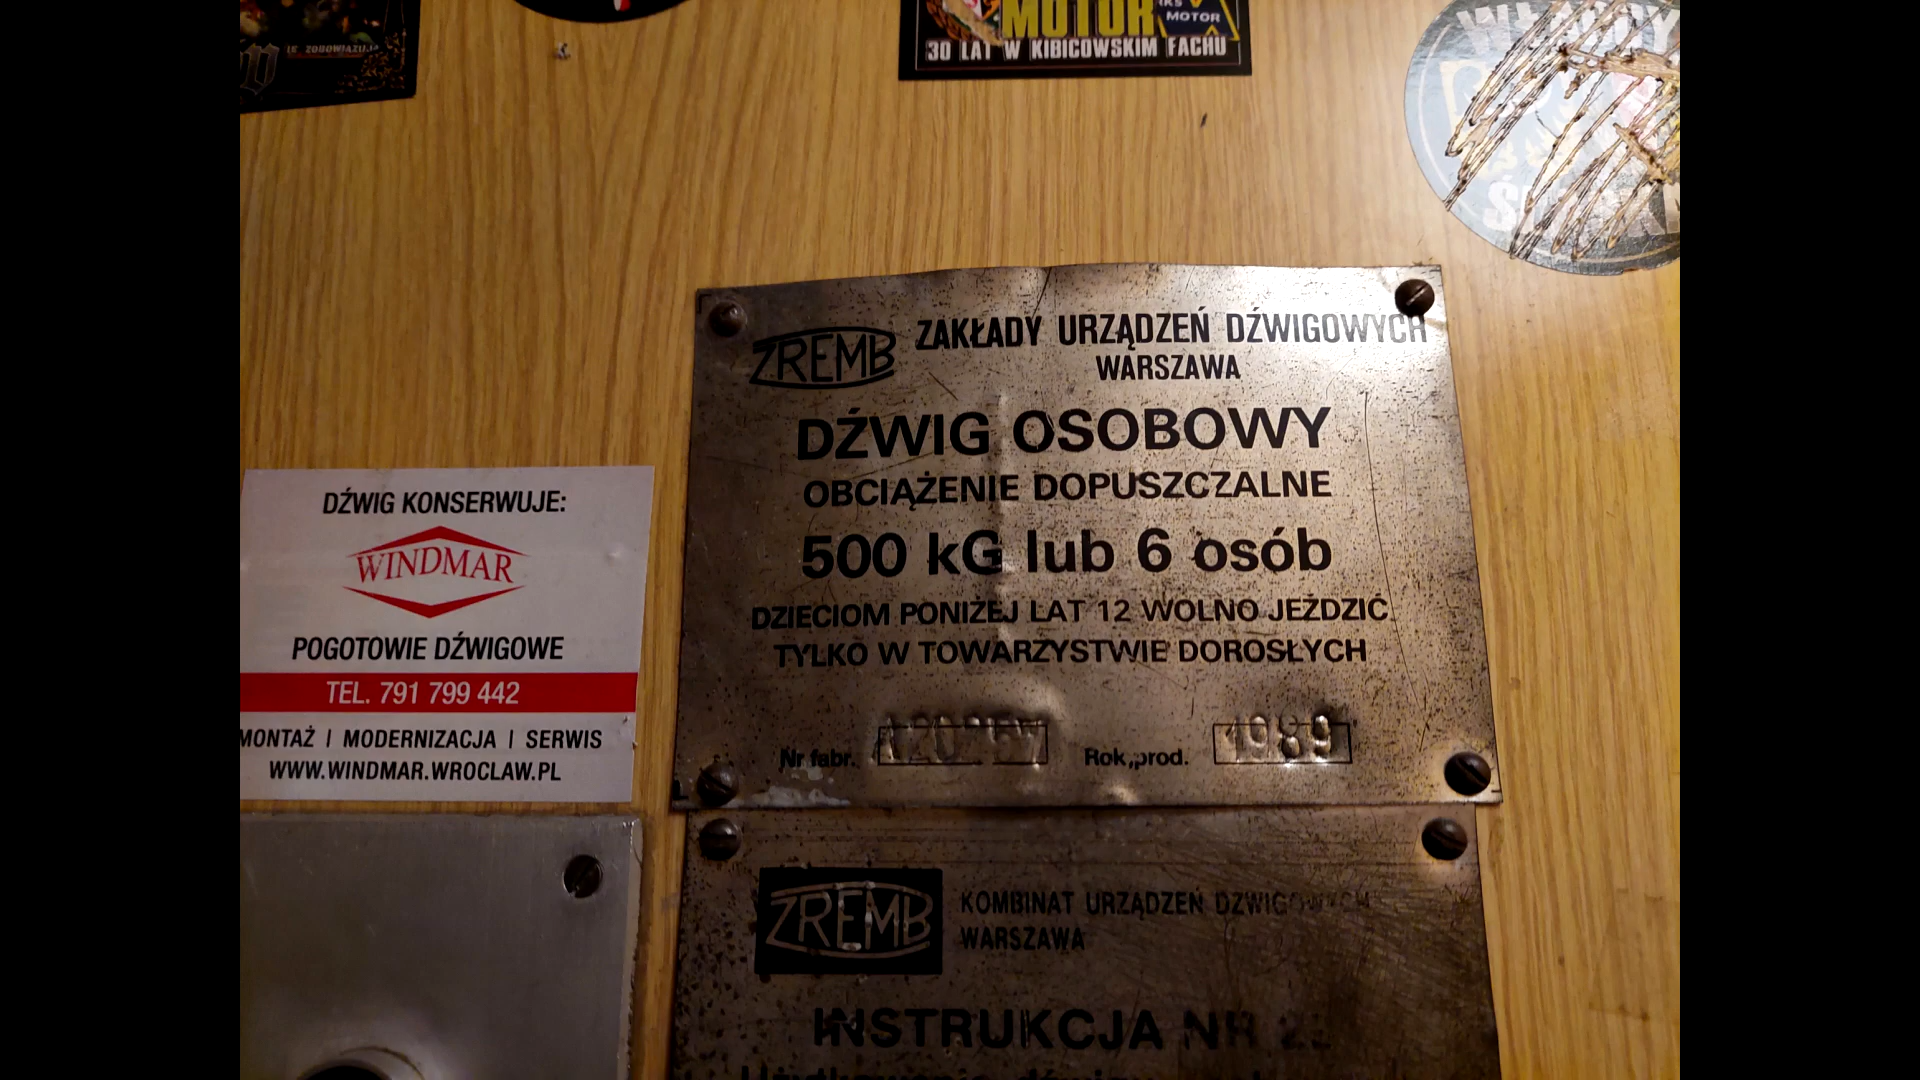 MOTOR
MOTOR
30 LAT W KIBICOWSKIM FACHU
ZREMB
ZAKŁADY URZĄDZEŃ DŹWIGOWYCH
WARSZAWA
DŹWIG OSOBOWY
OBCIĄŻENIE DOPUSZCZALNE
500 kG lub 6 osób
DZIECIOM PONIŻEJ LAT 12 WOLNO JEŹDZIĆ
TYLKO W TOWARZYSTWIE DOROSŁYCH
Nr fabr.
Rok prod. 1989
DŹWIG KONSERWUJE:
WINDMAR
POGOTOWIE DŹWIGOWE
TEL. 791 799 442
MONTAŻ | MODERNIZACJA | SERWIS
WWW.WINDMAR.WROCLAW.PL
ZREMB
KOMBINAT URZĄDZEŃ DŹWIGOWYCH
WARSZAWA
INSTRUKCJA NR